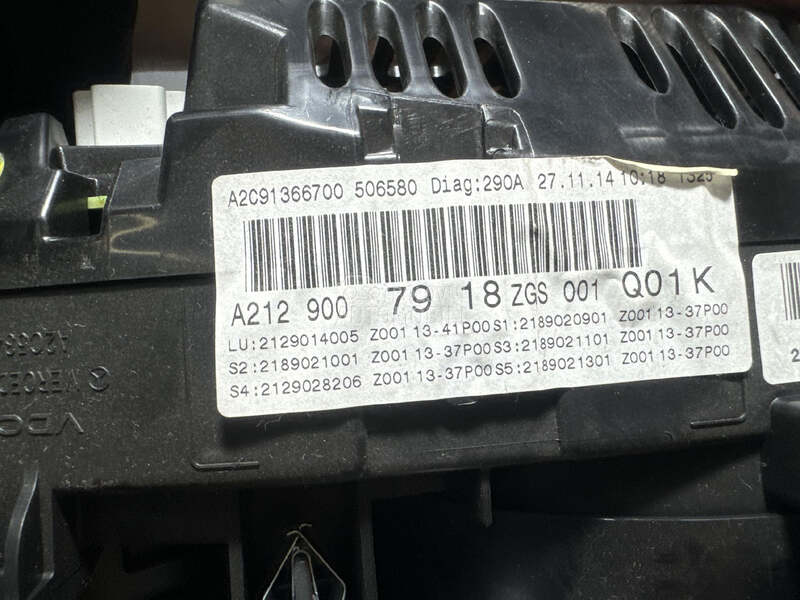 A2C91366700 506580 Diag:290A 27.11.14 10:18 1325
A212 900 79 18 ZGS 001 Q01K
LU:2129014005 Z001 13-41P00 S1:2189020901 Z001 13-37P00
S2:2189021001 Z001 13-37P00 S3:2189021101 Z001 13-37P00
S4:2129028206 Z001 13-37P00 S5:2189021301 Z001 13-37P00
VDO